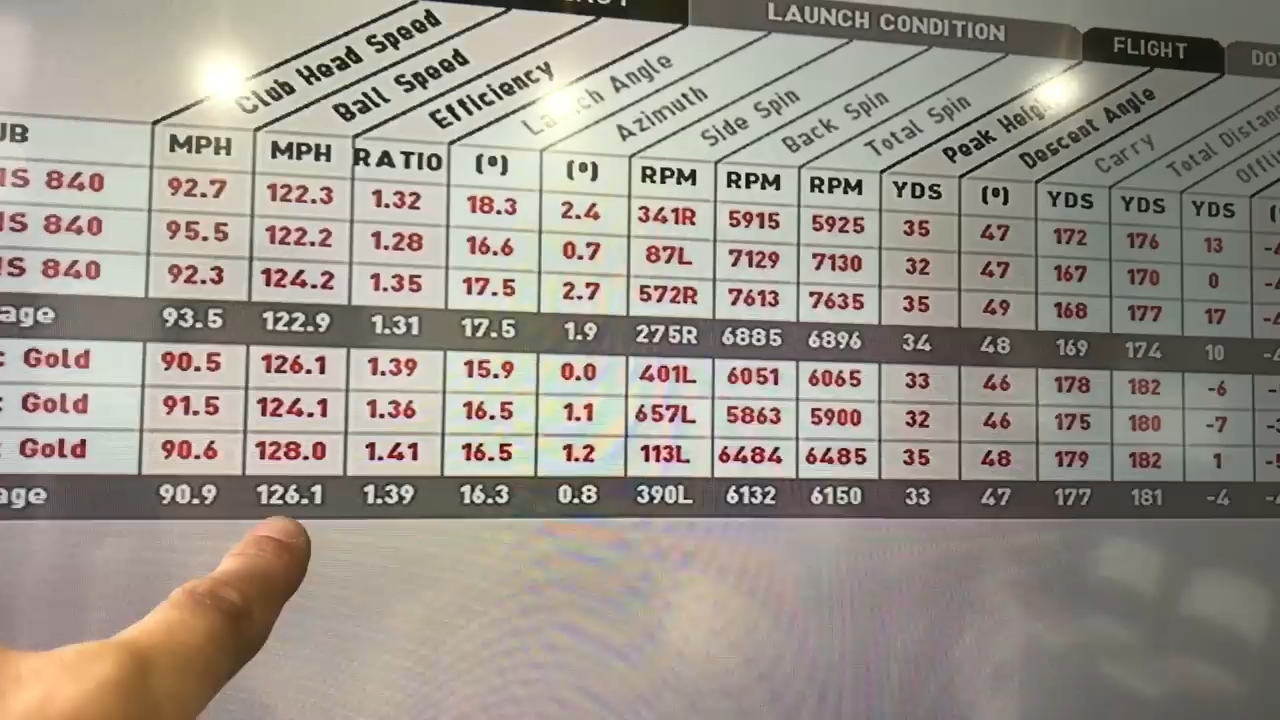 LAUNCH CONDITION FLIGHT
Club Head Speed Ball Speed Efficiency Launch Angle Azimuth Side Spin Back Spin Total Spin Peak Height Descent Angle Carry Total Distance
UB MPH MPH RATIO (º) (º) RPM RPM RPM YDS (º) YDS YDS YDS
IS 840 92.7 122.3 1.32 18.3 2.4 341R 5915 5925 35 47 172 176 13
IS 840 95.5 122.2 1.28 16.6 0.7 87L 7129 7130 32 47 167 170 0
IS 840 92.3 124.2 1.35 17.5 2.7 572R 7613 7635 35 49 168 177 17
age 93.5 122.9 1.31 17.5 1.9 275R 6885 6896 34 48 169 174 10
: Gold 90.5 126.1 1.39 15.9 0.0 401L 6051 6065 33 46 178 182 -6
: Gold 91.5 124.1 1.36 16.5 1.1 657L 5863 5900 32 46 175 180 -7
: Gold 90.6 128.0 1.41 16.5 1.2 113L 6484 6485 35 48 179 182 1
age 90.9 126.1 1.39 16.3 0.8 390L 6132 6150 33 47 177 181 -4